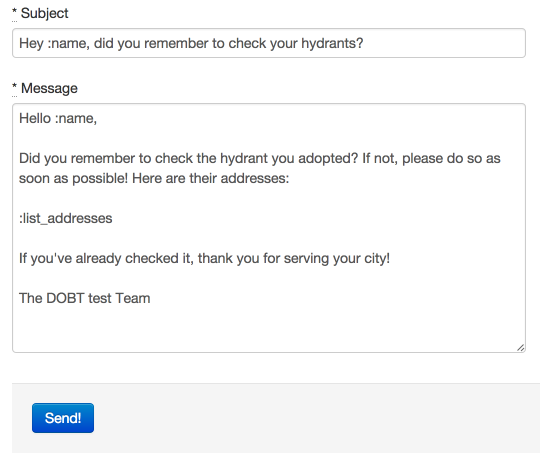 * Subject
Hey :name, did you remember to check your hydrants?
* Message
Hello :name,
Did you remember to check the hydrant you adopted? If not, please do so as
soon as possible! Here are their addresses:
:list_addresses
If you've already checked it, thank you for serving your city!
The DOBT test Team
Send!